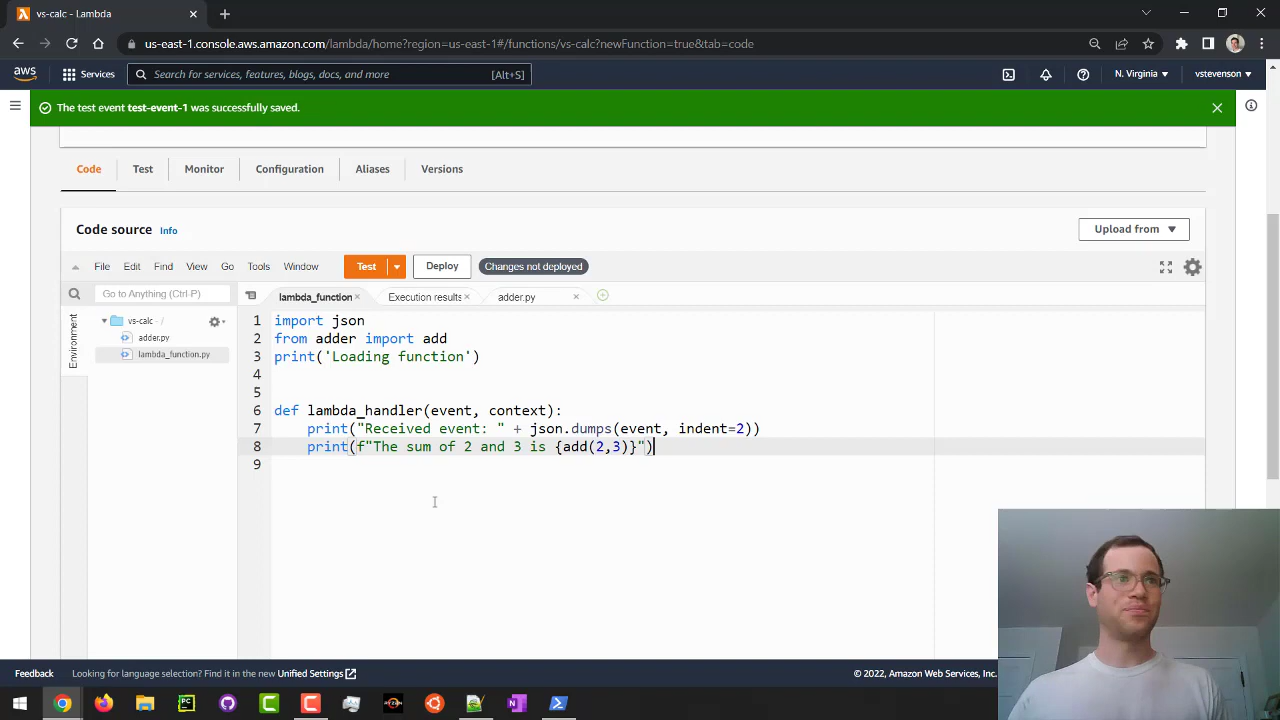 vs-calc - Lambda
us-east-1.console.aws.amazon.com/lambda/home?region=us-east-1#/functions/vs-calc?newFunction=true&tab=code
aws
Services
Search for services, features, blogs, docs, and more
[Alt+S]
N. Virginia
vstevenson
The test event test-event-1 was successfully saved.
Code
Test
Monitor
Configuration
Aliases
Versions
Code source
Info
Upload from
File
Edit
Find
View
Go
Tools
Window
Test
Deploy
Changes not deployed
Go to Anything (Ctrl-P)
lambda_function
Execution results
adder.py
Environment
vs-calc - /
adder.py
lambda_function.py
1 import json
2 from adder import add
3 print('Loading function')
4
5
6 def lambda_handler(event, context):
7 print("Received event: " + json.dumps(event, indent=2))
8 print(f"The sum of 2 and 3 is {add(2,3)}")
9
Feedback
Looking for language selection? Find it in the new Unified Settings
© 2022, Amazon Web Services, Inc.
PC
RYZEN
N